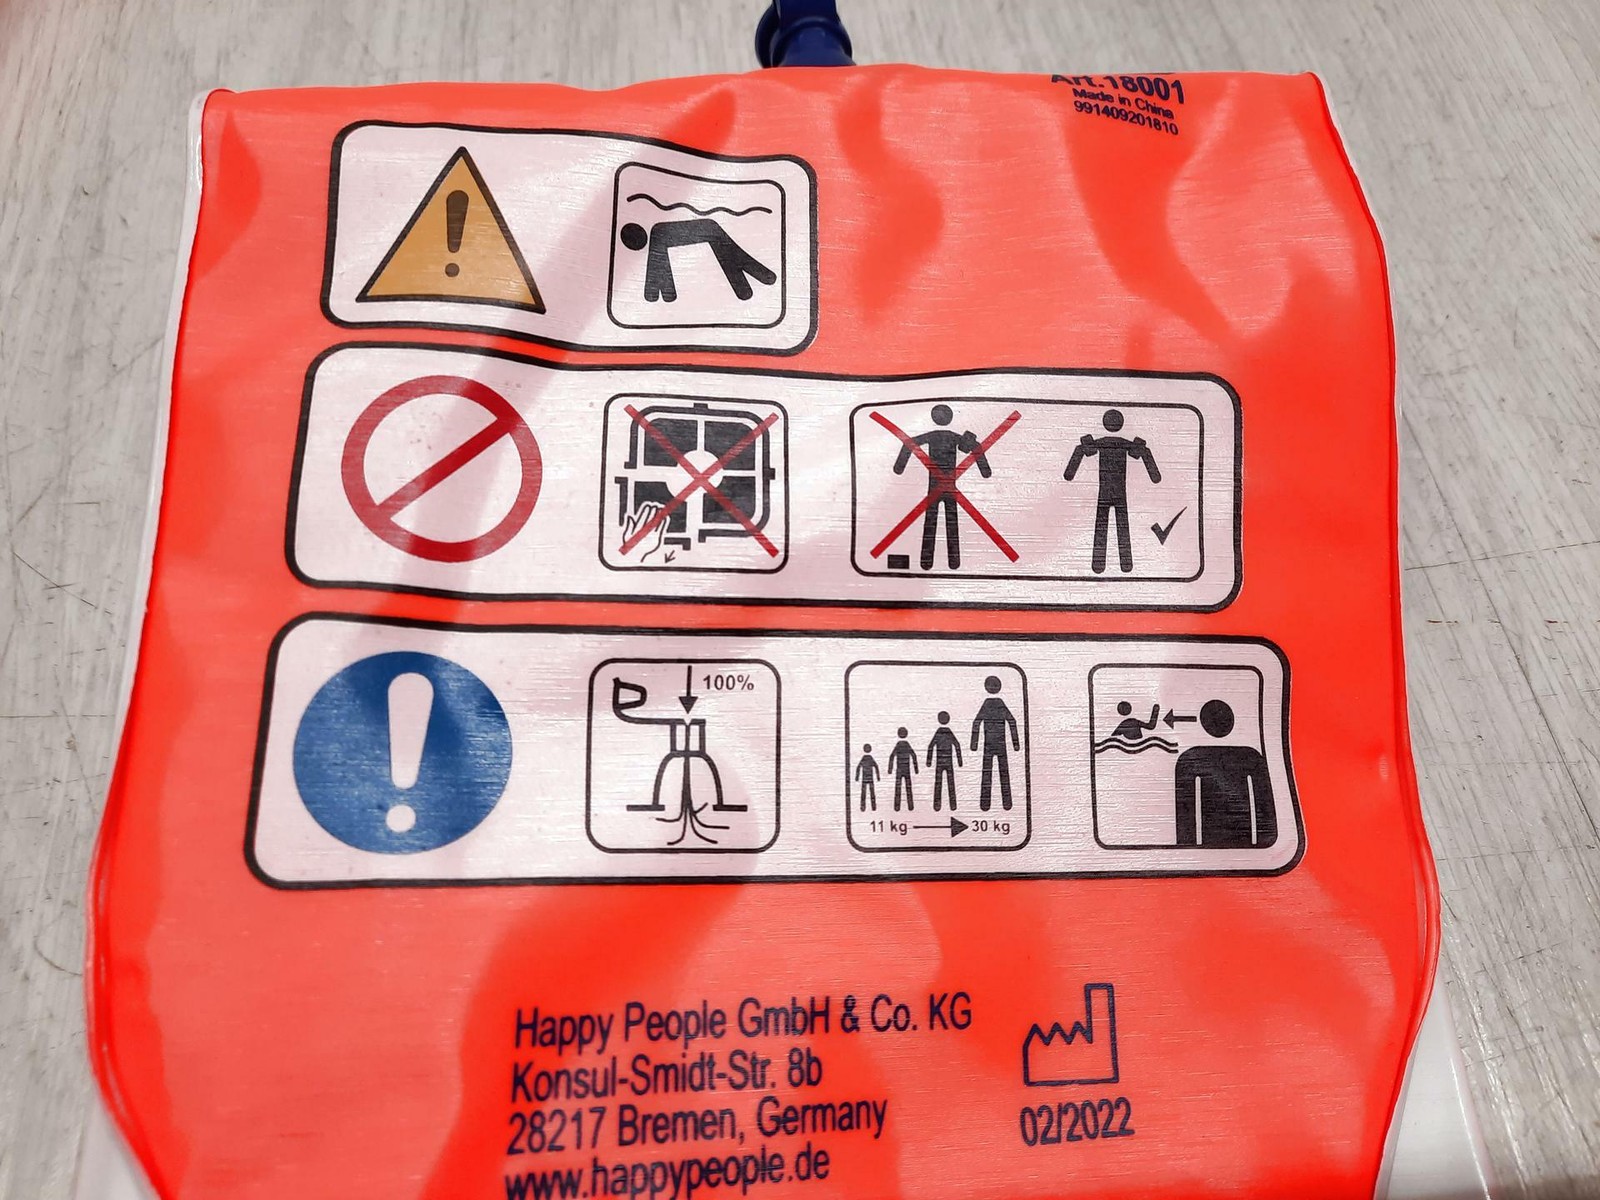 Art.18001
Made in China
991409201810
100%
11 kg 30 kg
Happy People GmbH & Co. KG
Konsul-Smidt-Str. 8b
28217 Bremen, Germany
www.happypeople.de
02/2022